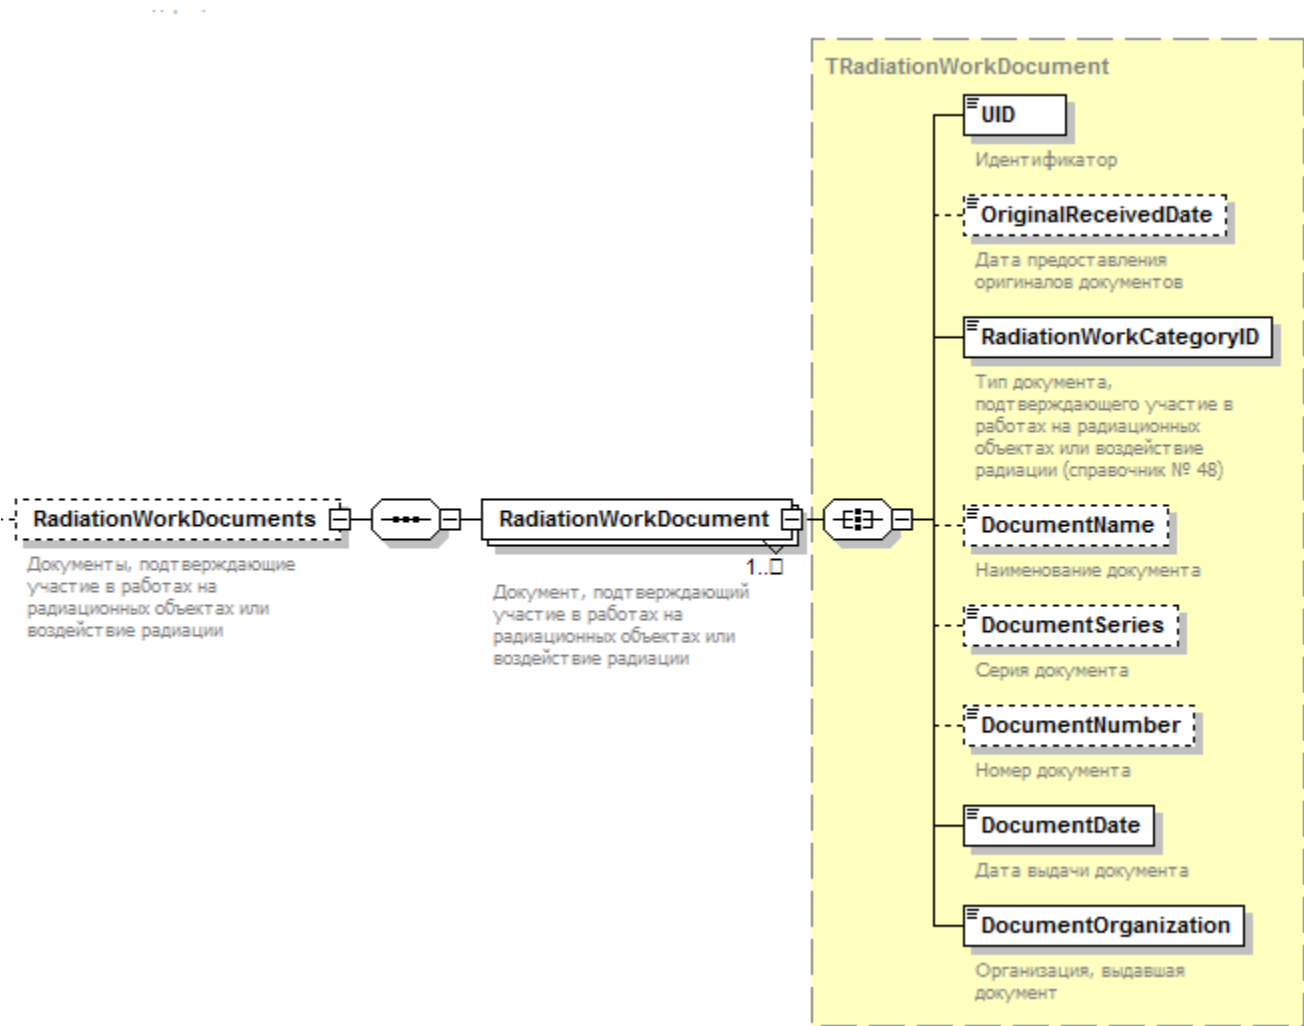 TRadiationWorkDocument
UID
Идентификатор
OriginalReceivedDate
Дата предоставления
оригиналов документов
RadiationWorkCategoryID
Тип документа,
подтверждающего участие в
работах на радиационных
объектах или воздействие
радиации (справочник № 48)
RadiationWorkDocuments
Документы, подтверждающие
участие в работах на
радиационных объектах или
воздействие радиации
RadiationWorkDocument
1..□
Документ, подтверждающий
участие в работах на
радиационных объектах или
воздействие радиации
DocumentName
Наименование документа
DocumentSeries
Серия документа
DocumentNumber
Номер документа
DocumentDate
Дата выдачи документа
DocumentOrganization
Организация, выдавшая
документ